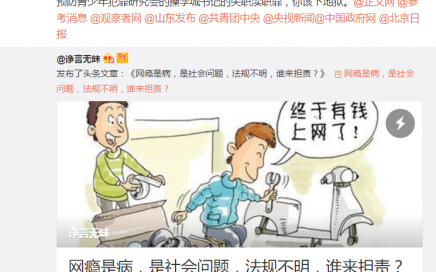 预防青少年犯罪研究会的操学诚书记的失职渎职罪，你该下地狱。@正义网 @参
考消息 @观察者网 @山东发布 @共青团中央 @央视新闻@中国政府网 @北京日
报
@诤言无昧
发布了头条文章：《网瘾是病，是社会问题，法规不明，谁来担责？》 网瘾是病，是社会
问题，法规不明，谁来担责？
终于有钱
上网了！
诤言无昧
网瘾是病，是社会问题，法规不明，谁来担责？